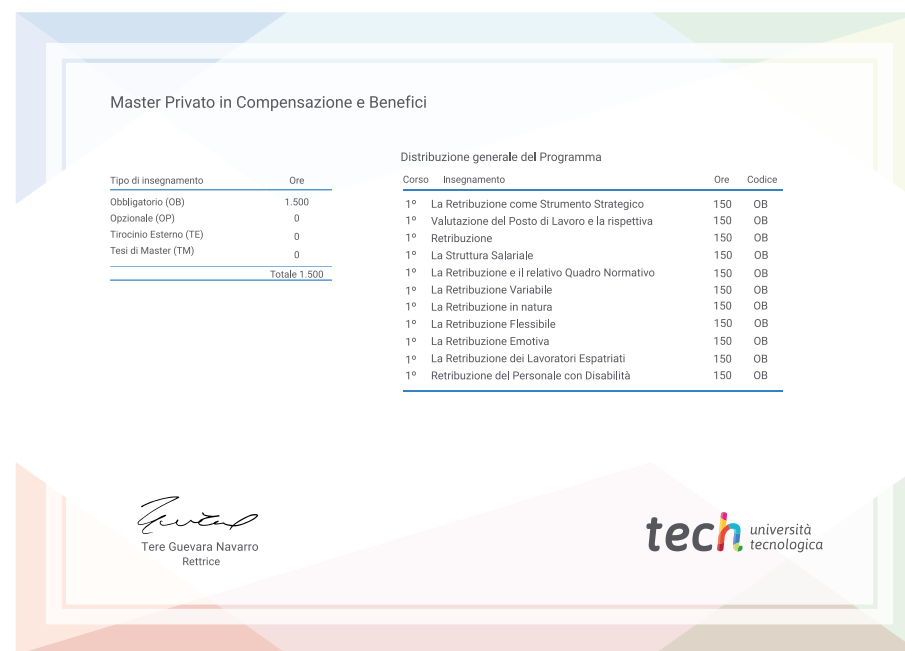 Master Privato in Compensazione e Benefici
Tipo di insegnamento Ore
Obbligatorio (OB) 1.500
Opzionale (OP) 0
Tirocinio Esterno (TE) 0
Tesi di Master (TM) 0
Totale 1.500
Distribuzione generale del Programma
Corso Insegnamento Ore Codice
1º La Retribuzione come Strumento Strategico 150 OB
1º Valutazione del Posto di Lavoro e la rispettiva 150 OB
1º Retribuzione 150 OB
1º La Struttura Salariale 150 OB
1º La Retribuzione e il relativo Quadro Normativo 150 OB
1º La Retribuzione Variabile 150 OB
1º La Retribuzione in natura 150 OB
1º La Retribuzione Flessibile 150 OB
1º La Retribuzione Emotiva 150 OB
1º La Retribuzione dei Lavoratori Espatriati 150 OB
1º Retribuzione del Personale con Disabilità 150 OB
Tere Guevara Navarro
Rettrice
tech università
tecnologica